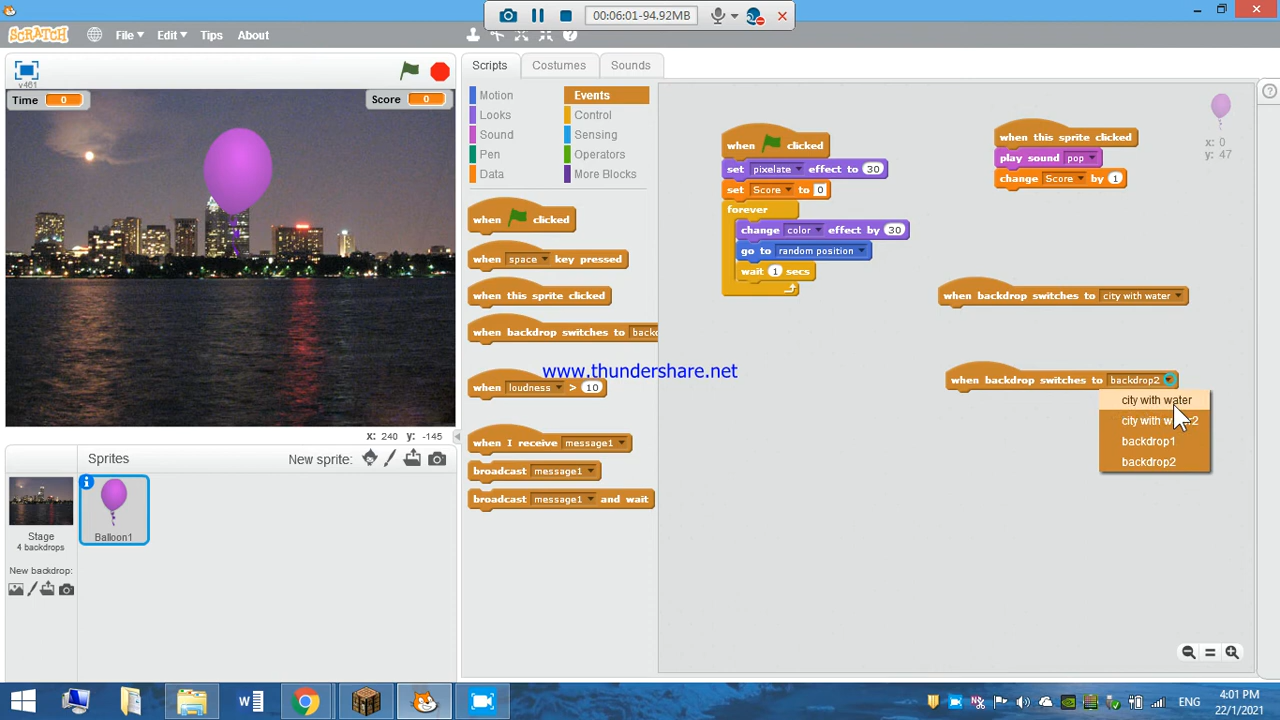 00:06:01-94.92MB
SCRATCH
File Edit Tips About
v461
Time 0
Score 0
Scripts Costumes Sounds
Motion Events
Looks Control
Sound Sensing
Pen Operators
Data More Blocks
when clicked
when space key pressed
when this sprite clicked
when backdrop switches to back
when loudness > 10
when I receive message1
broadcast message1
broadcast message1 and wait
when clicked
set pixelate effect to 30
set Score to 0
forever
change color effect by 30
go to random position
wait 1 secs
when this sprite clicked
play sound pop
change Score by 1
x: 0
y: 47
when backdrop switches to city with water
when backdrop switches to backdrop2
city with water
city with 2
backdrop1
backdrop2
www.thundershare.net
x: 240 y: -145
Sprites New sprite:
Stage
4 backdrops
New backdrop:
Balloon1
ENG
4:01 PM
22/1/2021